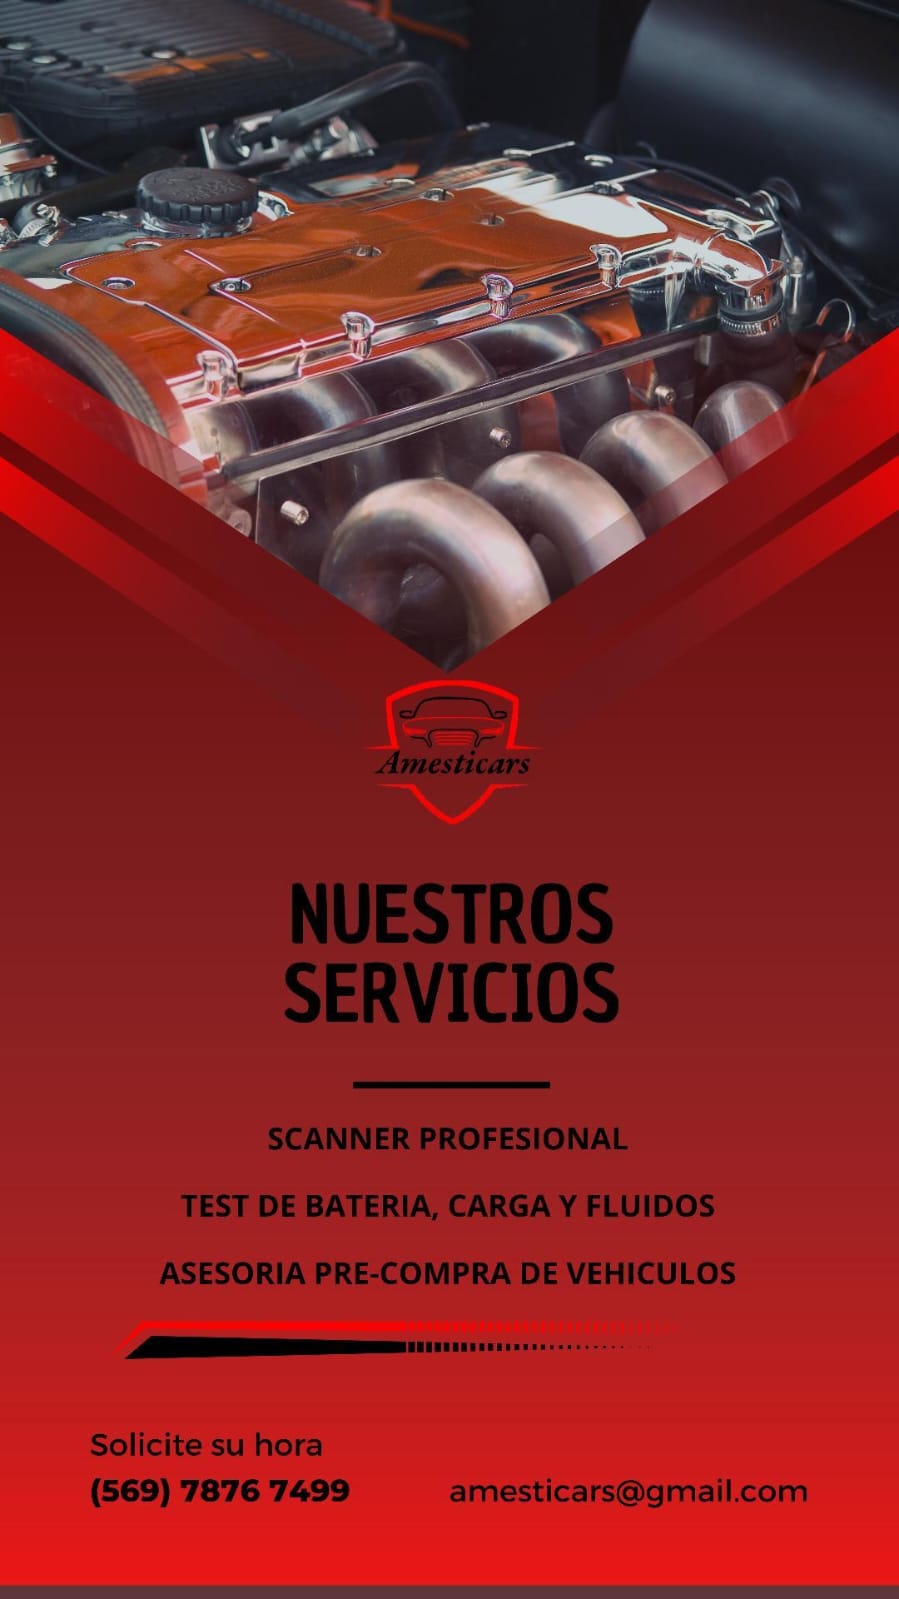 Amesticars
NUESTROS
SERVICIOS
SCANNER PROFESIONAL
TEST DE BATERIA, CARGA Y FLUIDOS
ASESORIA PRE-COMPRA DE VEHICULOS
Solicite su hora
(569) 7876 7499
amesticars@gmail.com